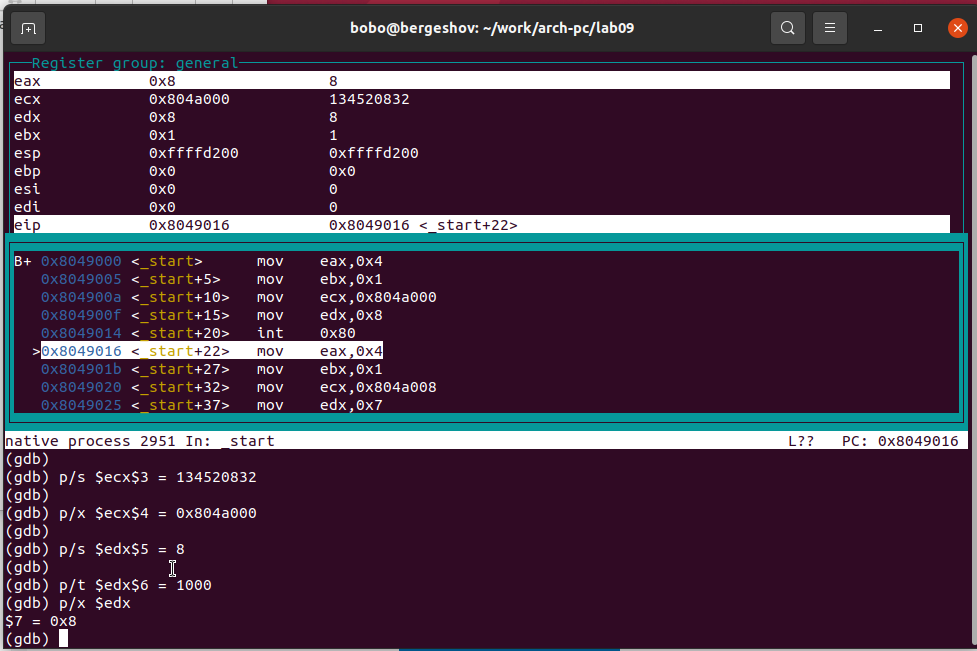 bobo@bergeshov: ~/work/arch-pc/lab09
Register group: general
eax 0x8 8
ecx 0x804a000 134520832
edx 0x8 8
ebx 0x1 1
esp 0xffffd200 0xffffd200
ebp 0x0 0x0
esi 0x0 0
edi 0x0 0
eip 0x8049016 0x8049016 <_start+22>
B+ 0x8049000 <_start> mov eax,0x4
0x8049005 <_start+5> mov ebx,0x1
0x804900a <_start+10> mov ecx,0x804a000
0x804900f <_start+15> mov edx,0x8
0x8049014 <_start+20> int 0x80
>0x8049016 <_start+22> mov eax,0x4
0x804901b <_start+27> mov ebx,0x1
0x8049020 <_start+32> mov ecx,0x804a008
0x8049025 <_start+37> mov edx,0x7
native process 2951 In: _start L?? PC: 0x8049016
(gdb)
(gdb) p/s $ecx$3 = 134520832
(gdb)
(gdb) p/x $ecx$4 = 0x804a000
(gdb)
(gdb) p/s $edx$5 = 8
(gdb)
(gdb) p/t $edx$6 = 1000
(gdb) p/x $edx
$7 = 0x8
(gdb)